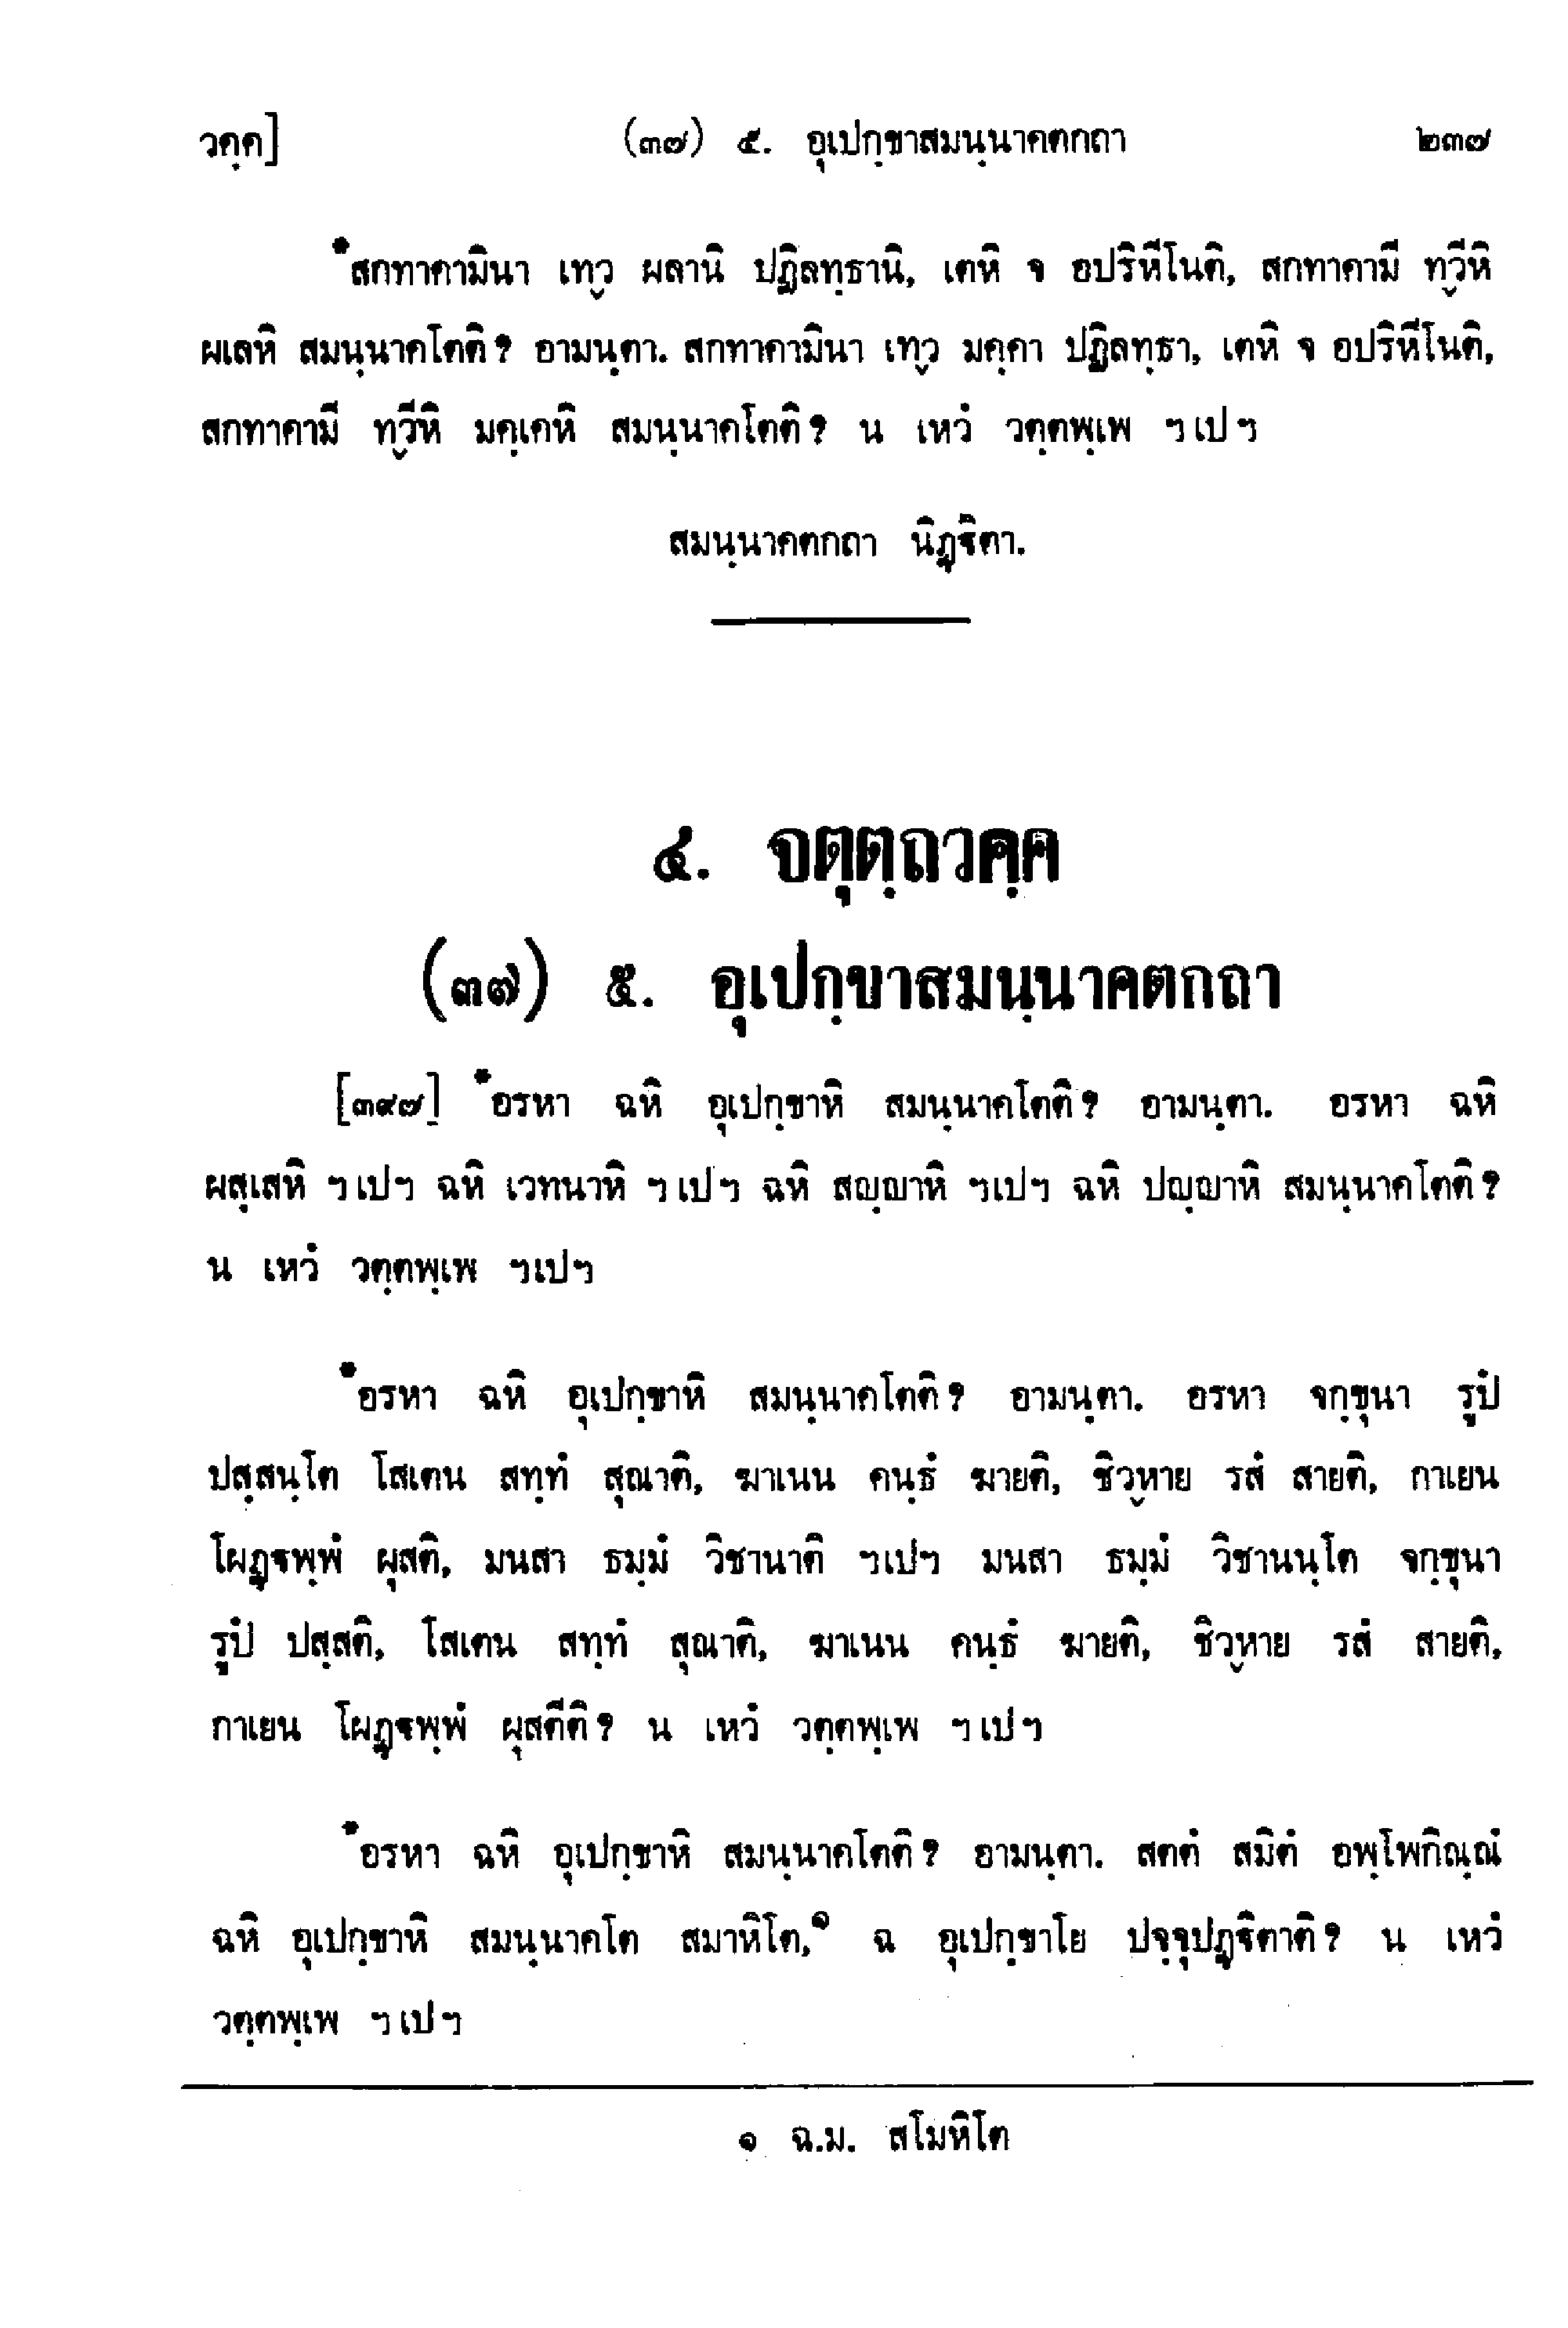 วคฺค]	(๓๗) ๕. อุเปกฺขาสมนฺนาคตกถา	๒๓๗
*สกทาคามินา เทฺว ผลานิ ปฏิลทฺธานิ, เตหิ จ อปริหีโนติ, สกทาคามี ทฺวีหิ
ผเลหิ สมนฺนาคโตติ? อามนฺตา. สกทาคามินา เทฺว มคฺคา ปฏิลทฺธา, เตหิ จ อปริหีโนติ,
สกทาคามี ทฺวีหิ มคฺเคหิ สมนฺนาคโตติ? น เหวํ วตฺตพฺเพ ฯเปฯ
สมนฺนาคตกถา นิฏฺฐิตา.
๔. จตุตฺถวคฺค
(๓๗) ๕. อุเปกฺขาสมนฺนาคตกถา
[๓๙๗] *อรหา ฉหิ อุเปกฺขาหิ สมนฺนาคโตติ? อามนฺตา. อรหา ฉหิ
ผสฺเสหิ ฯเปฯ ฉหิ เวทนาหิ ฯเปฯ ฉหิ สญฺญาหิ ฯเปฯ ฉหิ ปญฺญาหิ สมนฺนาคโตติ?
น เหวํ วตฺตพฺเพ ฯเปฯ
*อรหา ฉหิ อุเปกฺขาหิ สมนฺนาคโตติ? อามนฺตา. อรหา จกฺขุนา รูปํ
ปสฺสนฺโต โสเตน สทฺทํ สุณาติ, ฆาเนน คนฺธํ ฆายติ, ชิวฺหาย รสํ สายติ, กาเยน
โผฏฺฐพฺพํ ผุสติ, มนสา ธมฺมํ วิชานาติ ฯเปฯ มนสา ธมฺมํ วิชานนฺโต จกฺขุนา
รูปํ ปสฺสติ, โสเตน สทฺทํ สุณาติ, ฆาเนน คนฺธํ ฆายติ, ชิวฺหาย รสํ สายติ,
กาเยน โผฏฺฐพฺพํ ผุสตีติ? น เหวํ วตฺตพฺเพ ฯเปฯ
*อรหา ฉหิ อุเปกฺขาหิ สมนฺนาคโตติ? อามนฺตา. สตตํ สมิตํ อพฺโพกิณฺณํ
ฉหิ อุเปกฺขาหิ สมนฺนาคโต สมาหิโต,๑ ฉ อุเปกฺขาโย ปจฺจุปฏฺฐิตาติ? น เหวํ
วตฺตพฺเพ ฯเปฯ
๑ ฉ.ม. สโมหิโต